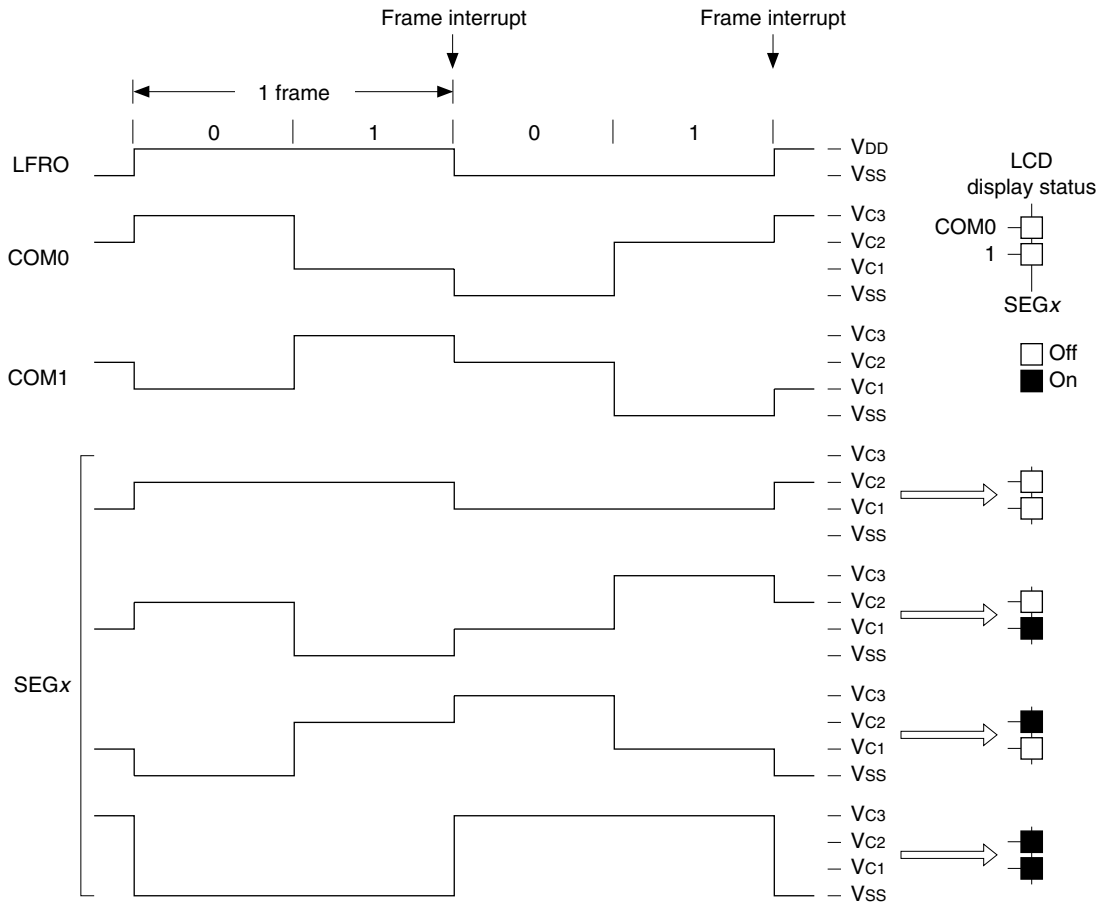 Frame interrupt
Frame interrupt
1 frame
0 1 0 1
LFRO
VDD
VSS
LCD
display status
COM0
1
SEGx
Off
On
COM0
VC3
VC2
VC1
VSS
COM1
VC3
VC2
VC1
VSS
SEGx
VC3
VC2
VC1
VSS
VC3
VC2
VC1
VSS
VC3
VC2
VC1
VSS
VC3
VC2
VC1
VSS